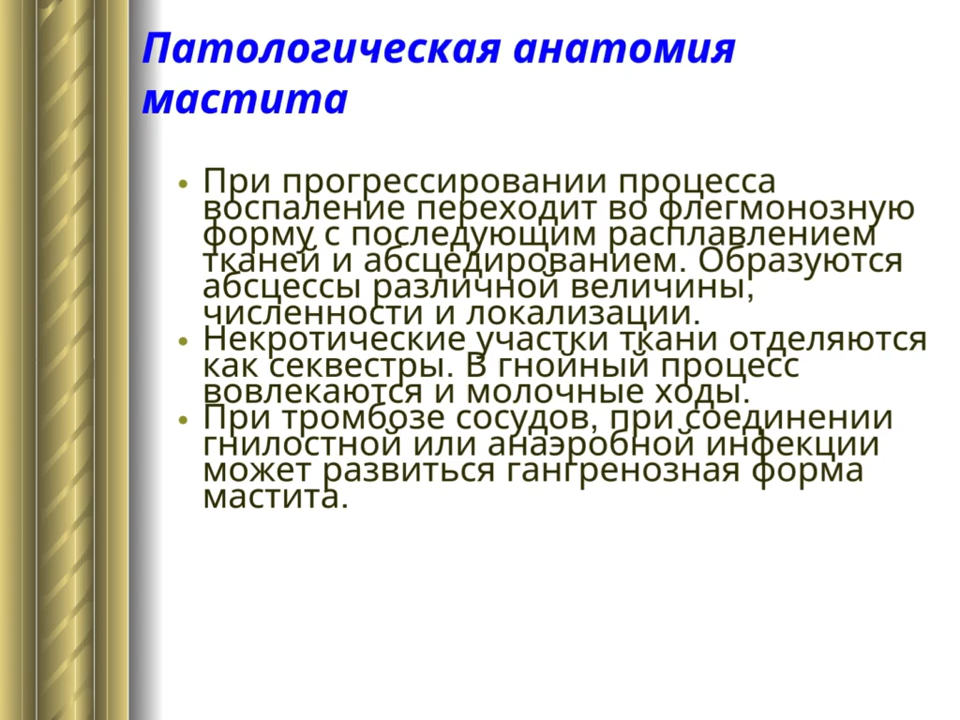 Патологическая анатомия
мастита
• При прогрессировании процесса
воспаление переходит во флегмонозную
форму с последующим расплавлением
тканей и абсцедированием. Образуются
абсцессы различной величины,
численности и локализации.
• Некротические участки ткани отделяются
как секвестры. В гнойный процесс
вовлекаются и молочные ходы.
• При тромбозе сосудов, при соединении
гнилостной или анаэробной инфекции
может развиться гангренозная форма
мастита.